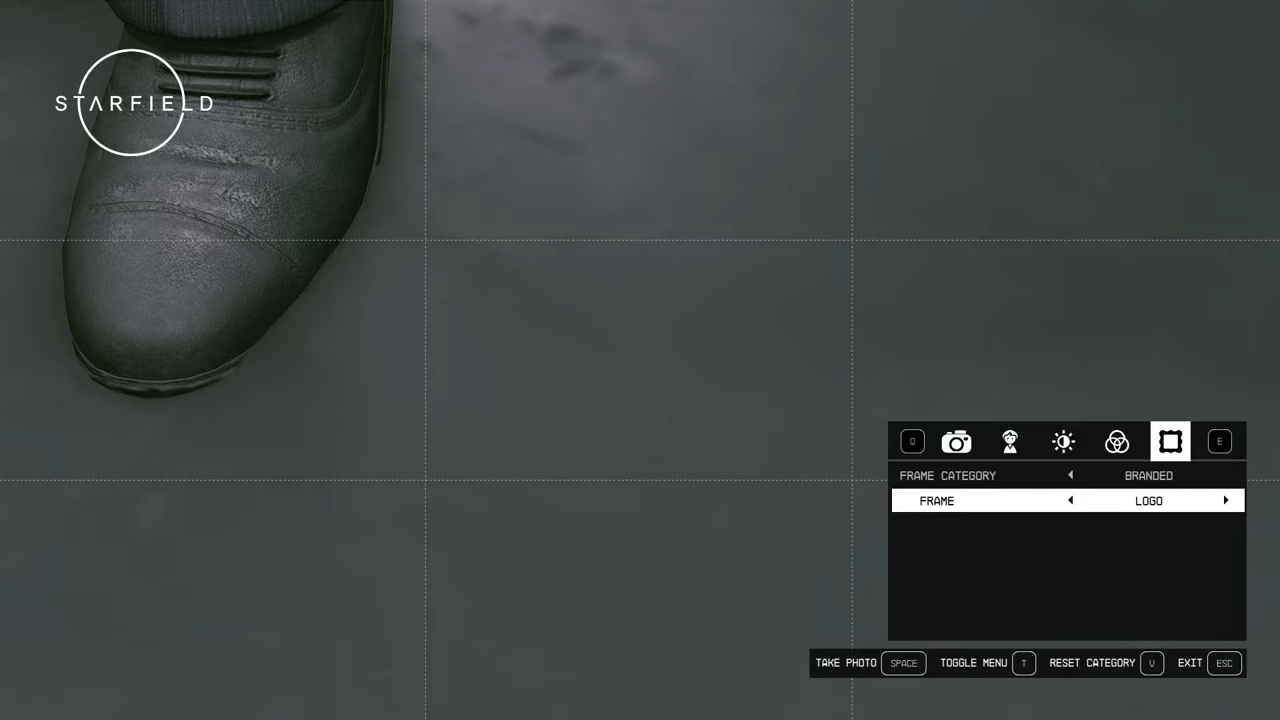 STARFIELD
Q E
FRAME CATEGORY BRANDED
FRAME LOGO
TAKE PHOTO SPACE TOGGLE MENU T RESET CATEGORY V EXIT ESC